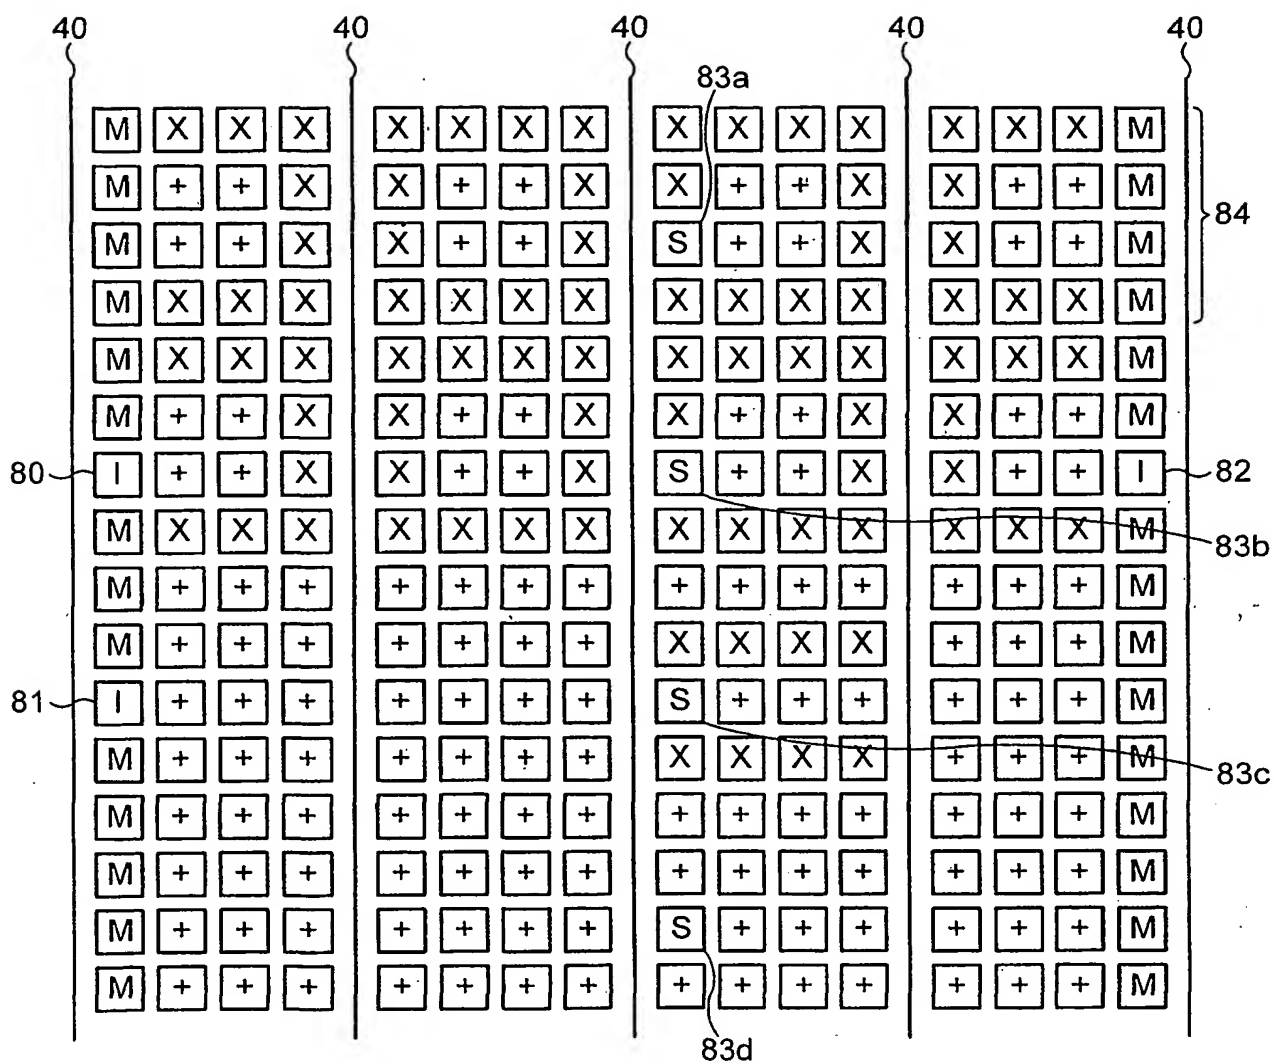 40 40 40 40 40
83a
M X X X X X X X X X X X X X X M
M + + X X + + X X + + X X + + M
84
M + + X X + + X S + + X X + + M
M X X X X X X X X X X X X X X M
M X X X X X X X X X X X X X X M
M + + X X + + X X + + X X + + M
80 I + + X X + + X S + + X X + + I 82
M X X X X X X X X X X X X X X M
83b
M + + + + + + + + + + + + + + M
M + + + + + + + X X X X + + + M
81 I + + + + + + + S + + + + + + M
M + + + + + + + X X X X + + + M
83c
M + + + + + + + + + + + + + + M
M + + + + + + + + + + + + + + M
M + + + + + + + S + + + + + + M
M + + + + + + + + + + + + + + M
83d